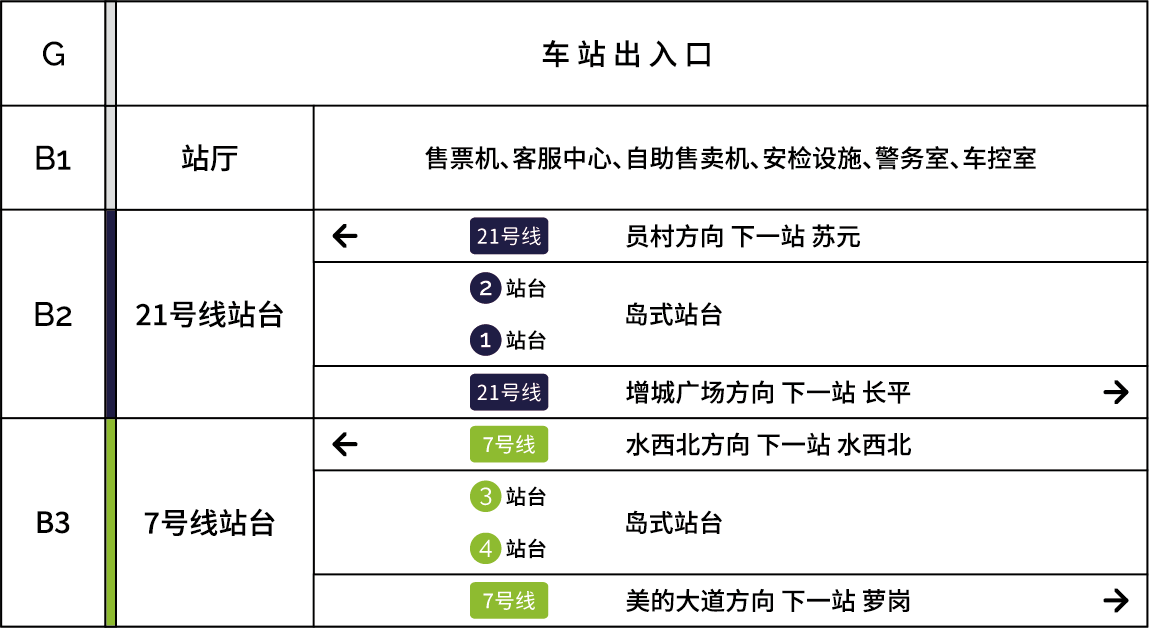 G 车站出入口
B1 站厅 售票机、客服中心、自助售卖机、安检设施、警务室、车控室
B2 21号线站台
← 21号线 员村方向 下一站 苏元
2 站台
岛式站台
1 站台
21号线 增城广场方向 下一站 长平 →
B3 7号线站台
← 7号线 水西北方向 下一站 水西北
3 站台
岛式站台
4 站台
7号线 美的大道方向 下一站 萝岗 →